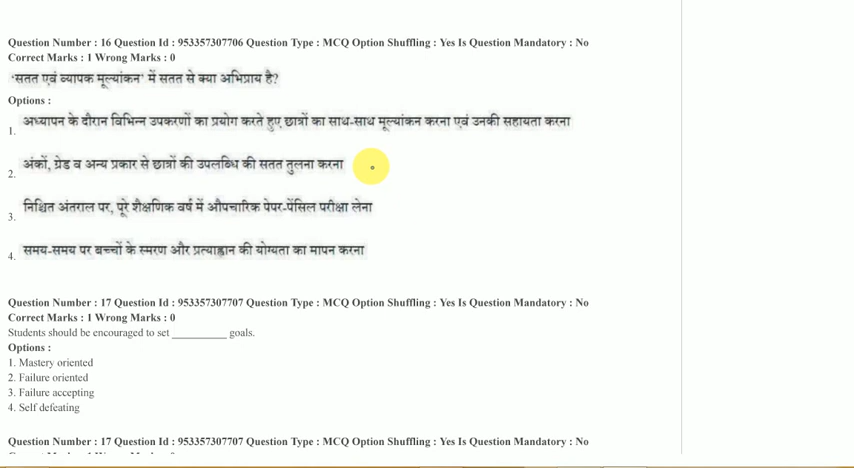 Question Number : 16 Question Id : 953357307706 Question Type : MCQ Option Shuffling : Yes Is Question Mandatory : No
Correct Marks : 1 Wrong Marks : 0
'सतत एवं व्यापक मूल्यांकन' में सतत से क्या अभिप्राय है?
Options :
1. अध्यापन के दौरान विभिन्न उपकरणों का प्रयोग करते हुए छात्रों का साथ-साथ मूल्यांकन करना एवं उनकी सहायता करना
2. अंकों, ग्रेड व अन्य प्रकार से छात्रों की उपलब्धि की सतत तुलना करना
3. निश्चित अंतराल पर, पूरे शैक्षणिक वर्ष में औपचारिक पेपर-पेंसिल परीक्षा लेना
4. समय-समय पर बच्चों के स्मरण और प्रत्याह्वान की योग्यता का मापन करना
Question Number : 17 Question Id : 953357307707 Question Type : MCQ Option Shuffling : Yes Is Question Mandatory : No
Correct Marks : 1 Wrong Marks : 0
Students should be encouraged to set __________ goals.
Options :
1. Mastery oriented
2. Failure oriented
3. Failure accepting
4. Self defeating
Question Number : 17 Question Id : 953357307707 Question Type : MCQ Option Shuffling : Yes Is Question Mandatory : No